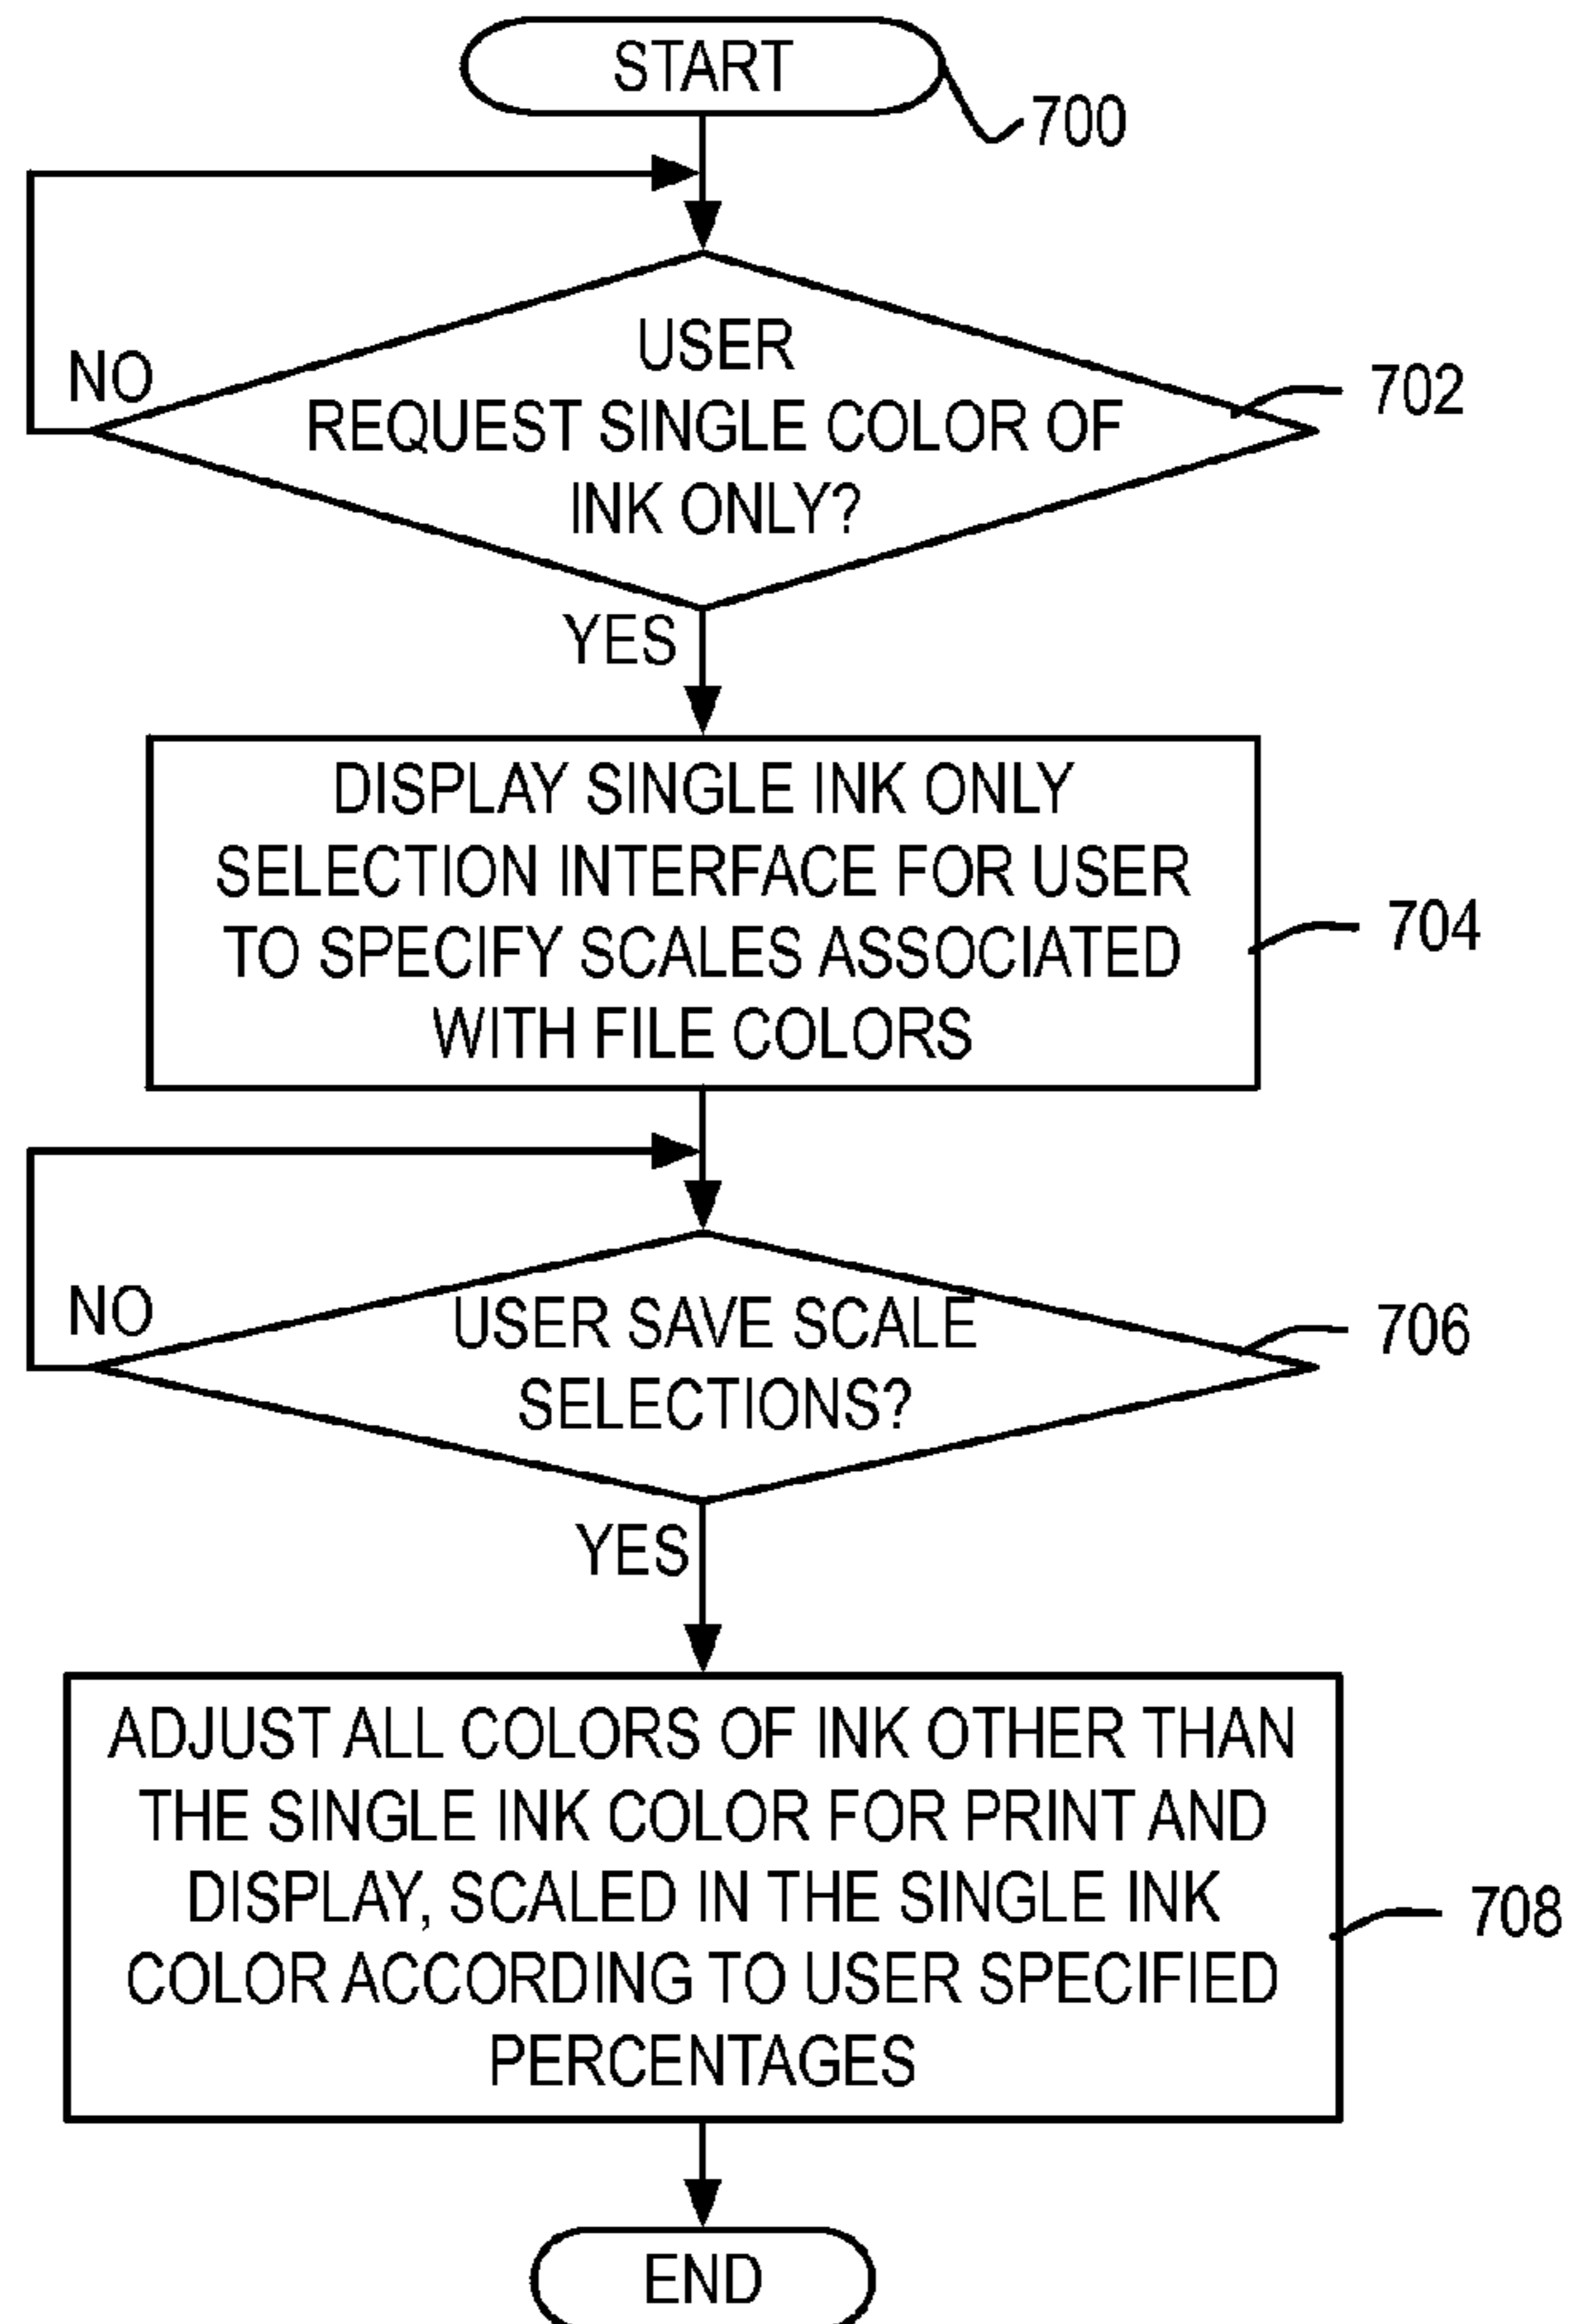 START
700
USER
REQUEST SINGLE COLOR OF
INK ONLY?
702
NO
YES
DISPLAY SINGLE INK ONLY
SELECTION INTERFACE FOR USER
TO SPECIFY SCALES ASSOCIATED
WITH FILE COLORS
704
USER SAVE SCALE
SELECTIONS?
706
NO
YES
ADJUST ALL COLORS OF INK OTHER THAN
THE SINGLE INK COLOR FOR PRINT AND
DISPLAY, SCALED IN THE SINGLE INK
COLOR ACCORDING TO USER SPECIFIED
PERCENTAGES
708
END